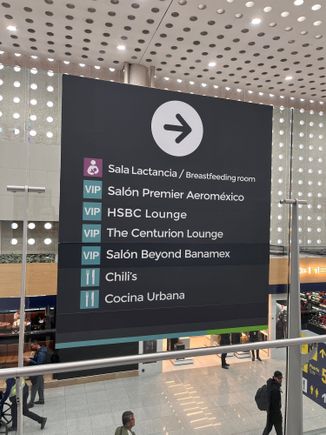 Sala Lactancia / Breastfeeding room
VIP Salón Premier Aeroméxico
VIP HSBC Lounge
VIP The Centurion Lounge
VIP Salón Beyond Banamex
Chili's
Cocina Urbana